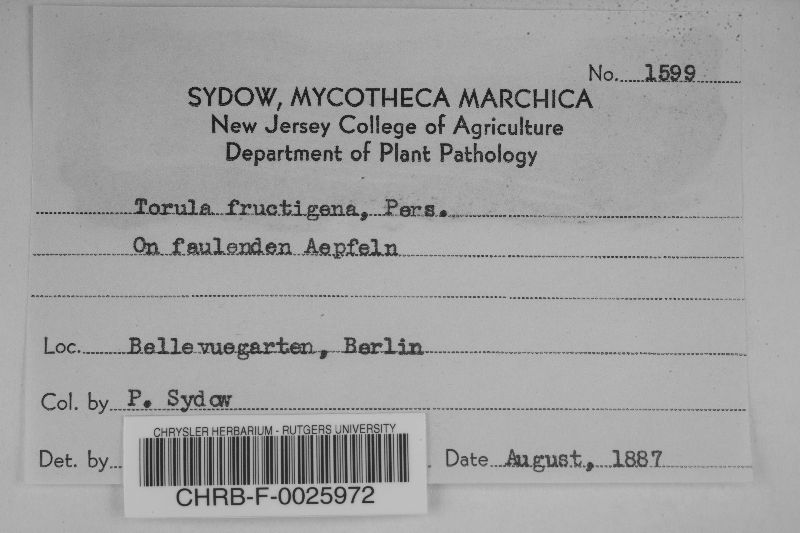 No. 1599
SYDOW, MYCOTHECA MARCHICA
New Jersey College of Agriculture
Department of Plant Pathology
Torula fructigena, Pers.
On faulenden Aepfeln
Loc. Bellevuegarten, Berlin
Col. by P. Sydow
Det. by
Date August, 1887
CHRYSLER HERBARIUM - RUTGERS UNIVERSITY
CHRB-F-0025972